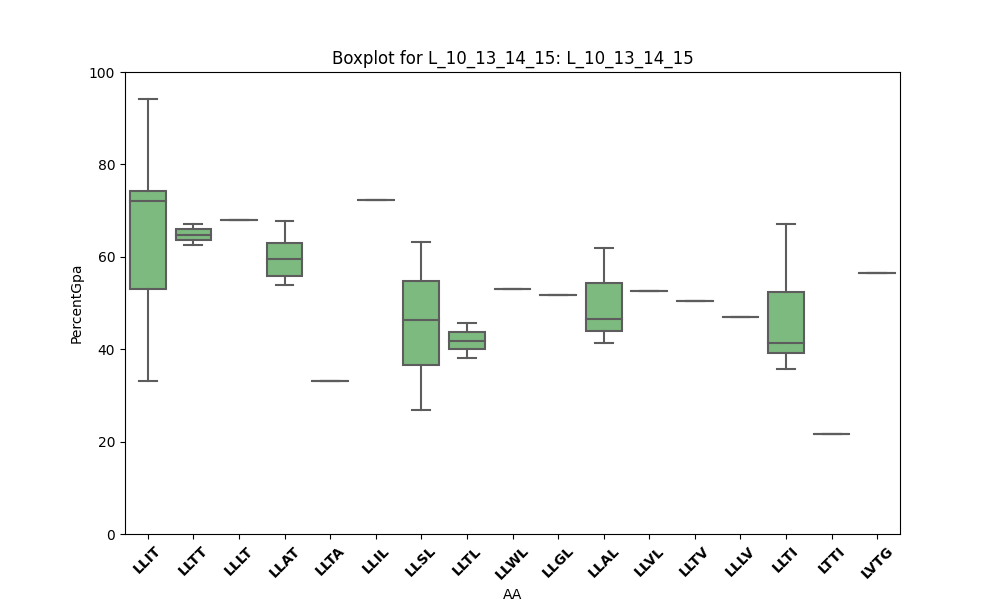 Boxplot for L_10_13_14_15: L_10_13_14_15
PercentGpa
100
80
60
40
20
0
LLIT LLTT LLLT LLAT LLTA LLIL LLSL LLTL LLWL LLGL LLAL LLVL LLTV LLLV LLTI LTTI LVTG
AA